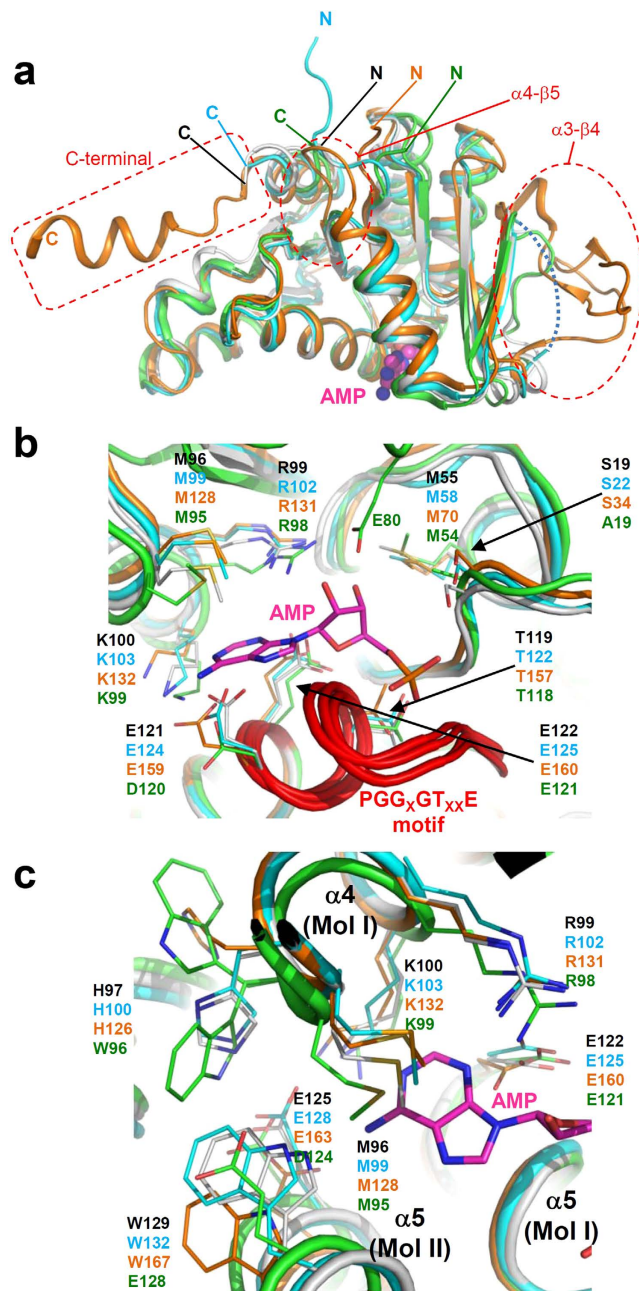 N
a
N N N
α4-β5
C
C
C
α3-β4
C-terminal
C
AMP
b
M96
M99
M128
M95
R99
R102
R131
R98
E80
M55
M58
M70
M54
S19
S22
S34
A19
AMP
K100
K103
K132
K99
T119
T122
T157
T118
E121
E124
E159
D120
E122
E125
E160
E121
PGGXGTXXE
motif
c
α4
(Mol I)
R99
R102
R131
R98
H97
H100
H126
W96
K100
K103
K132
K99
E122
E125
E160
E121
AMP
E125
E128
E163
D124
M96
M99
M128
M95
α5
(Mol I)
α5
(Mol II)
W129
W132
W167
E128